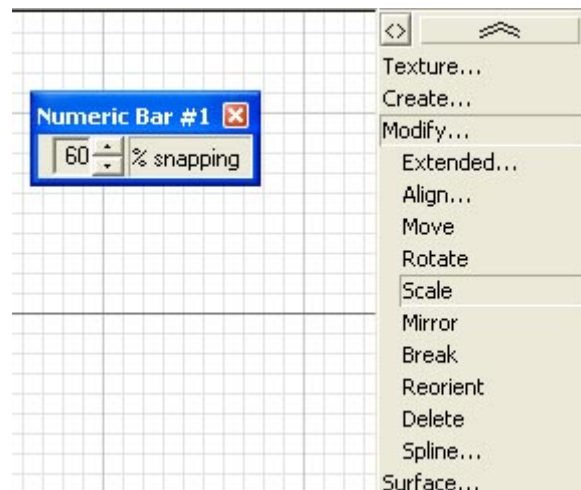 <>
Texture...
Create...
Numeric Bar #1
Modify...
60 % snapping
Extended...
Align...
Move
Rotate
Scale
Mirror
Break
Reorient
Delete
Spline...
Surface...